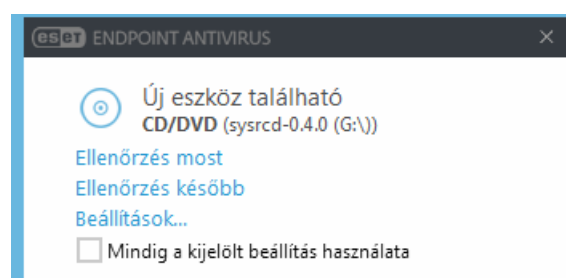 eset ENDPOINT ANTIVIRUS
Új eszköz található
CD/DVD (sysrcd-0.4.0 (G:\))
Ellenőrzés most
Ellenőrzés később
Beállítások...
Mindig a kijelölt beállítás használata